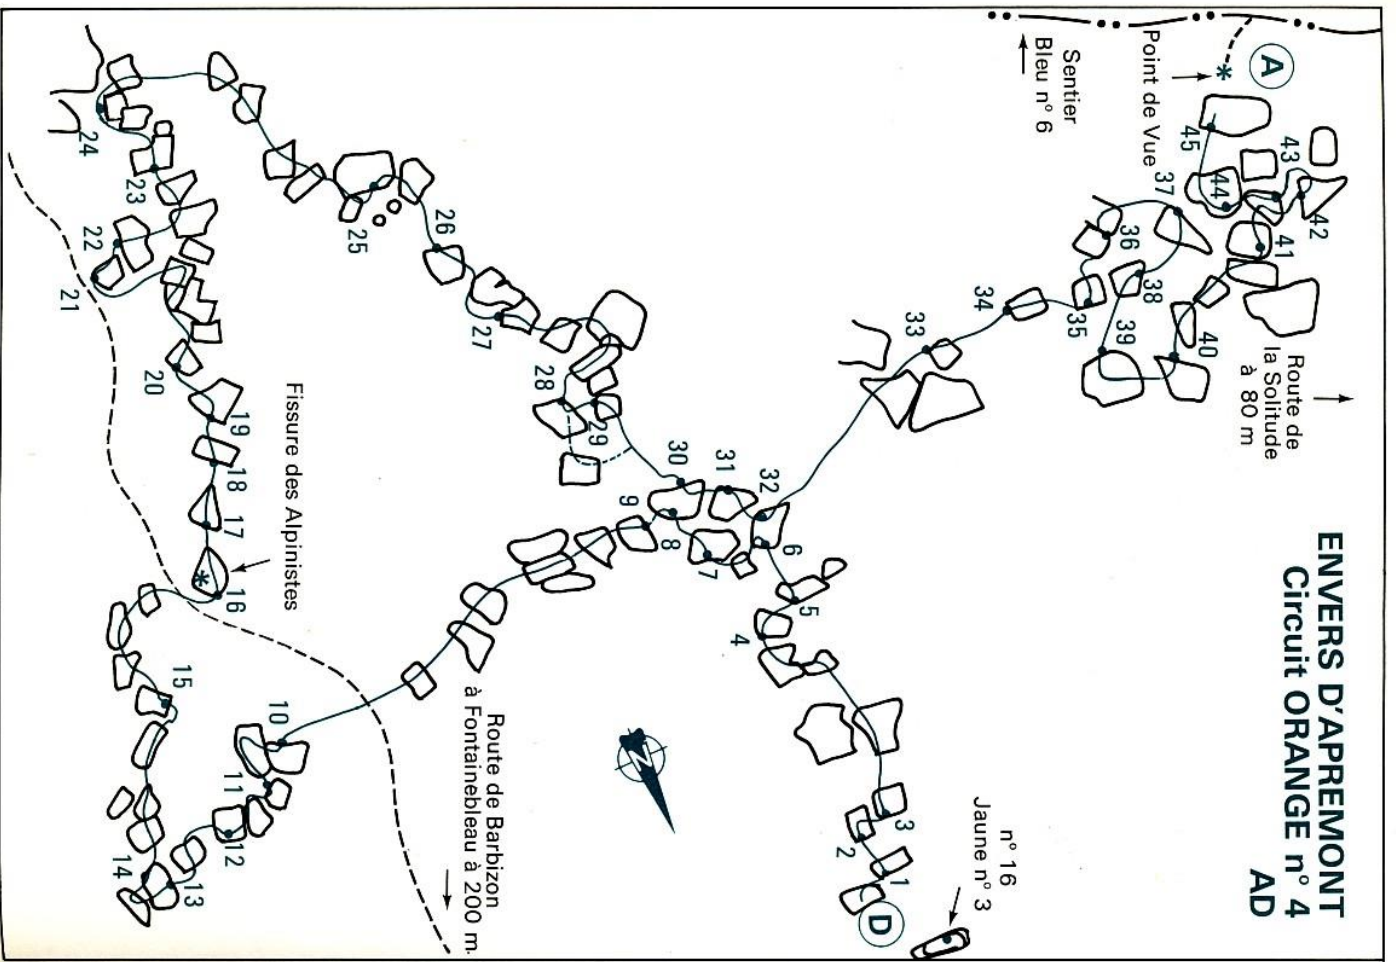 ENVERS D'APREMONT
Circuit ORANGE n° 4
AD
Route de
la Solitude
à 80 m
A
Point de Vue
*
Sentier
Bleu n° 6
n° 16
Jaune n° 3
D
Route de Barbizon
à Fontainebleau à 200 m.
Fissure des Alpinistes
*
N
1
2
3
4
5
6
7
8
9
10
11
12
13
14
15
16
17
18
19
20
21
22
23
24
25
26
27
28
29
30
31
32
33
34
35
36
37
38
39
40
41
42
43
44
45